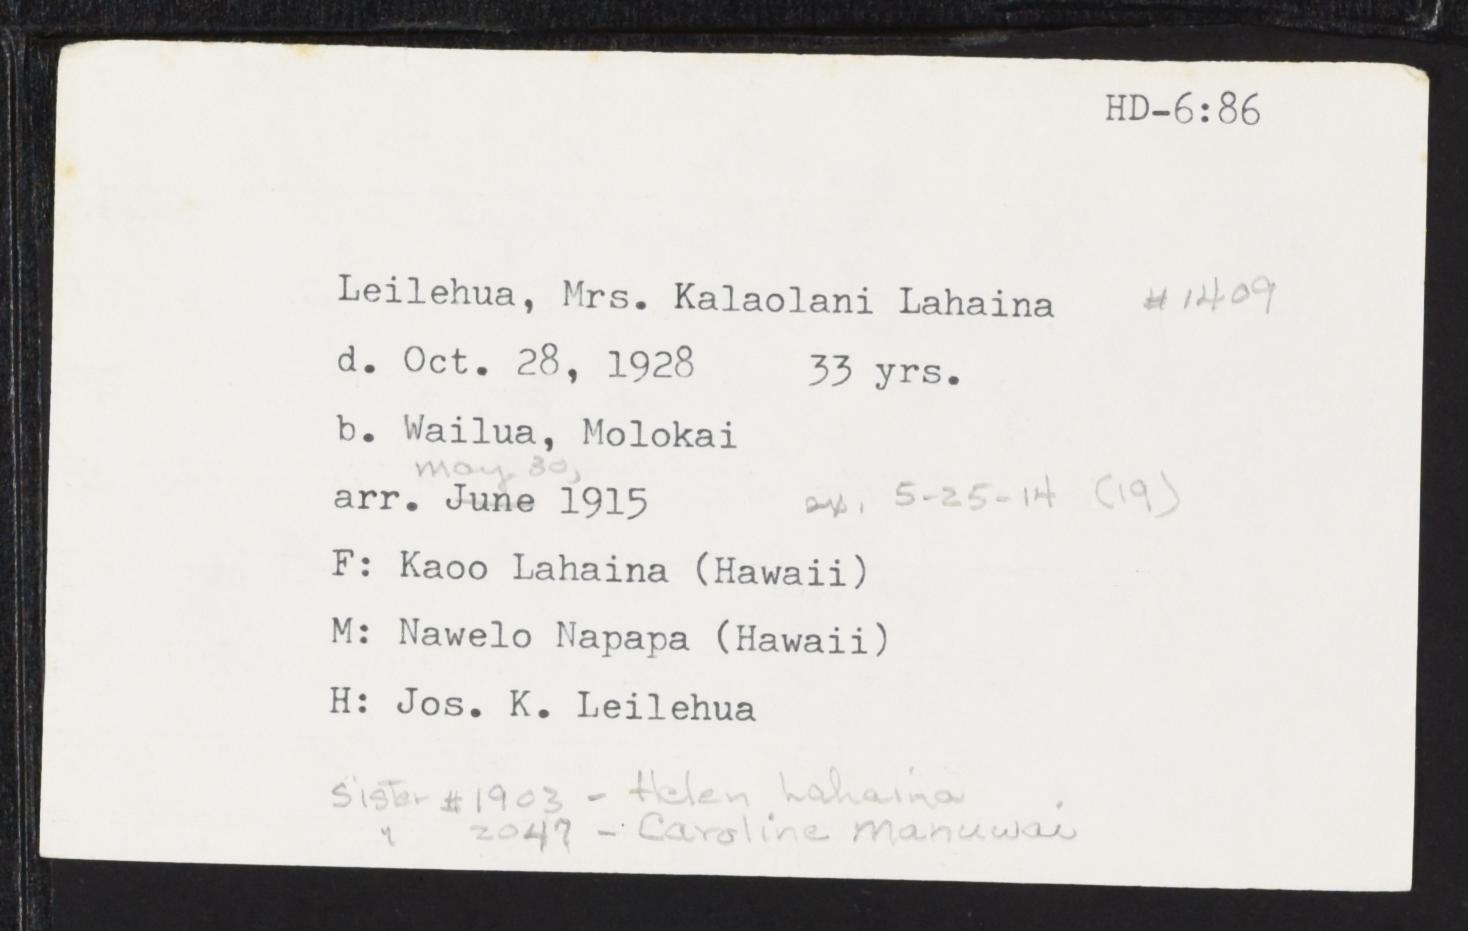 HD-6:86
Leilehua, Mrs. Kalaolani Lahaina #1409
d. Oct. 28, 1928 33 yrs.
b. Wailua, Molokai
May 30,
arr. June 1915 ex. 5-25-14 (19)
F: Kaoo Lahaina (Hawaii)
M: Nawelo Napapa (Hawaii)
H: Jos. K. Leilehua
Sister #1903 - Helen Lahaina
" 2047 - Caroline Manuwai